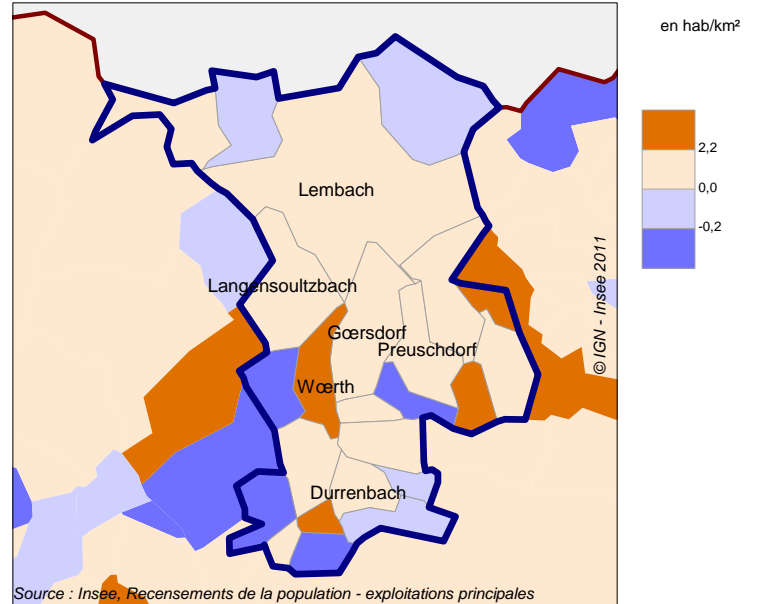 en hab/km²
2,2
0,0
-0,2
Lembach
Langensoultzbach
Gœrsdorf
Preuschdorf
Wœrth
Durrenbach
© IGN - Insee 2011
Source : Insee, Recensements de la population - exploitations principales